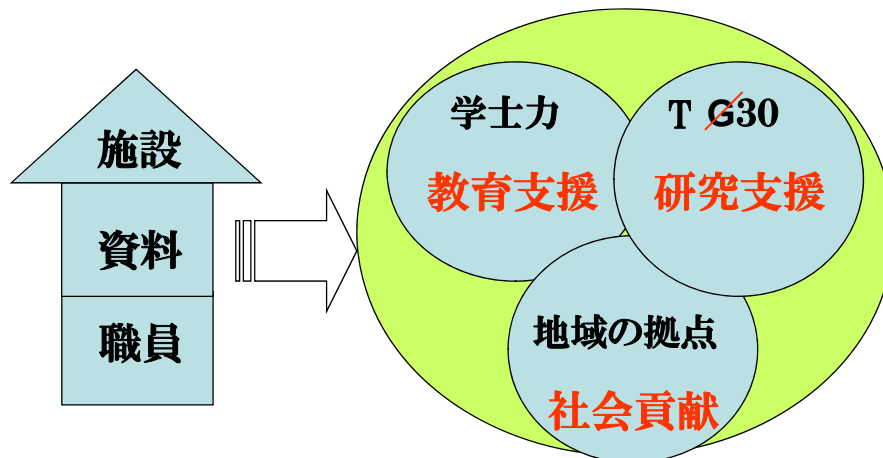 施設
資料
職員
学士力
教育支援
T G30
研究支援
地域の拠点
社会貢献